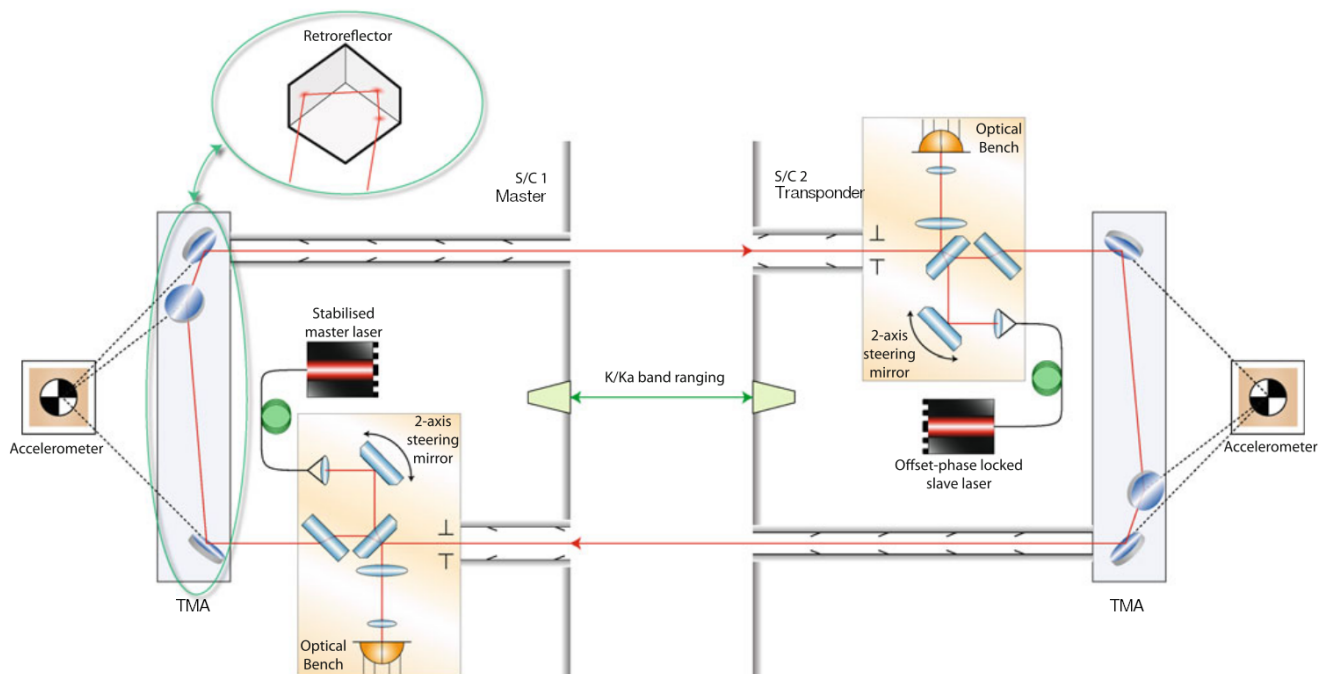 Retroreflector
S/C 1
Master
S/C 2
Transponder
Optical
Bench
Stabilised
master laser
2-axis
steering
mirror
K/Ka band ranging
2-axis
steering
mirror
Accelerometer
Accelerometer
Offset-phase locked
slave laser
TMA
TMA
Optical
Bench